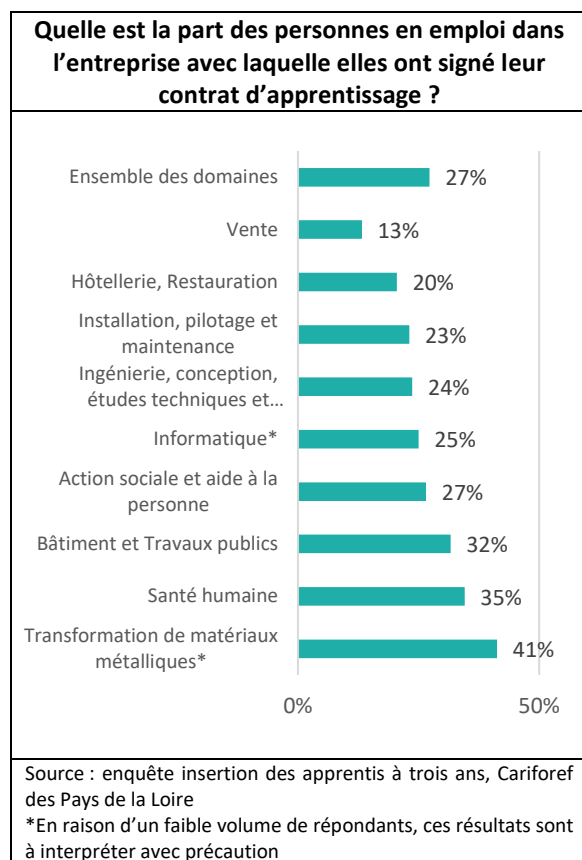 Quelle est la part des personnes en emploi dans
l’entreprise avec laquelle elles ont signé leur
contrat d’apprentissage ?
Ensemble des domaines 27%
Vente 13%
Hôtellerie, Restauration 20%
Installation, pilotage et
maintenance 23%
Ingénierie, conception,
études techniques et... 24%
Informatique* 25%
Action sociale et aide à la
personne 27%
Bâtiment et Travaux publics 32%
Santé humaine 35%
Transformation de matériaux
métalliques* 41%
0% 50%
Source : enquête insertion des apprentis à trois ans, Cariforef
des Pays de la Loire
*En raison d’un faible volume de répondants, ces résultats sont
à interpréter avec précaution